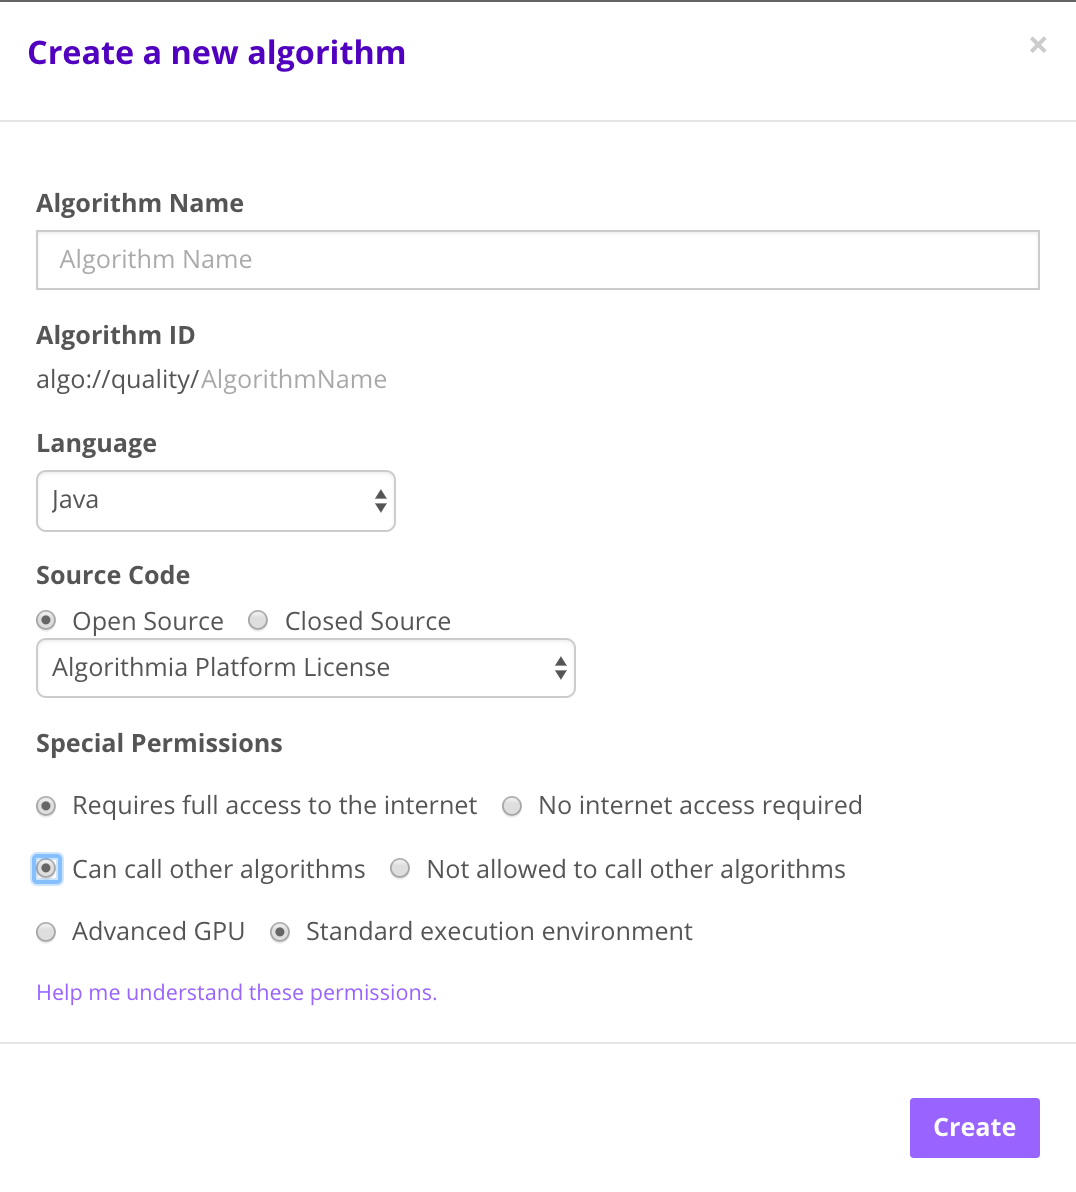 Create a new algorithm
×
Algorithm Name
Algorithm Name
Algorithm ID
algo://quality/AlgorithmName
Language
Java
Source Code
Open Source Closed Source
Algorithmia Platform License
Special Permissions
Requires full access to the internet No internet access required
Can call other algorithms Not allowed to call other algorithms
Advanced GPU Standard execution environment
Help me understand these permissions.
Create